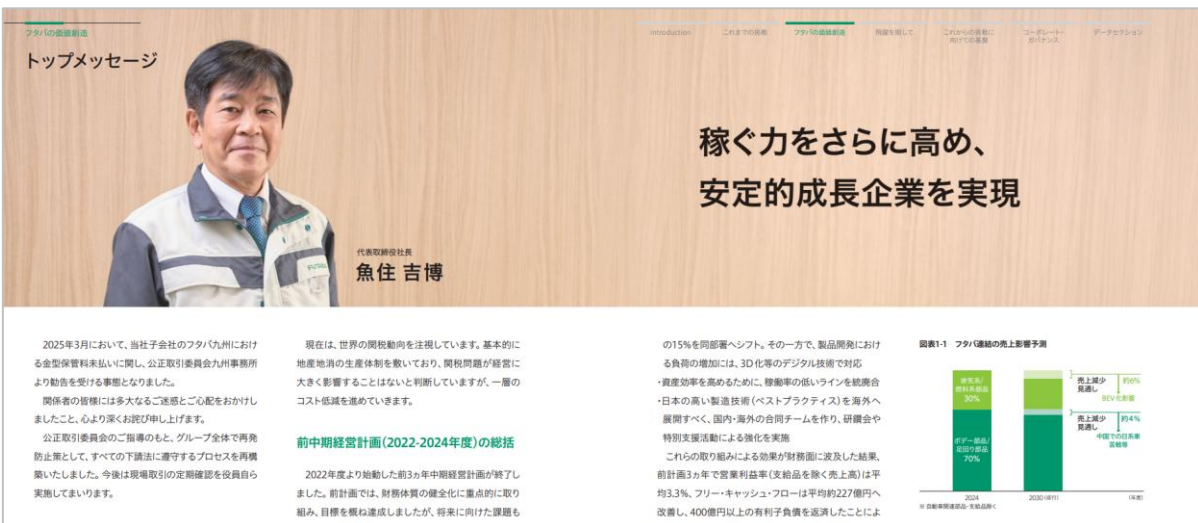 フタバの価値創造
トップメッセージ
Introduction
これまでの挑戦
フタバの価値創造
飛躍を期して
これからの挑戦に
向けての基盤
コーポレート・
ガバナンス
データセクション
稼ぐ力をさらに高め、
安定的成長企業を実現
代表取締役社長
魚住 吉博
FUTABA
2025年3月において、当社子会社のフタバ九州におけ
る金型保管料未払いに関し、公正取引委員会九州事務所
より勧告を受ける事態となりました。
関係者の皆様には多大なるご迷惑とご心配をおかけし
ましたこと、心より深くお詫び申し上げます。
公正取引委員会のご指導のもと、グループ全体で再発
防止策として、すべての下請法に遵守するプロセスを再構
築いたしました。今後は現場取引の定期確認を役員自ら
実施してまいります。
現在は、世界の関税動向を注視しています。基本的に
地産地消の生産体制を敷いており、関税問題が経営に
大きく影響することはないと判断していますが、一層の
コスト低減を進めていきます。
前中期経営計画（2022-2024年度）の総括
2022年度より始動した前3ヵ年中期経営計画が終了し
ました。前計画では、財務体質の健全化に重点的に取り
組み、目標を概ね達成しましたが、将来に向けた課題も
の15%を同部署へシフト。その一方で、製品開発におけ
る負荷の増加には、3D化等のデジタル技術で対応
・資産効率を高めるために、稼働率の低いラインを統廃合
・日本の高い製造技術（ベストプラクティス）を海外へ
展開すべく、国内・海外の合同チームを作り、研鑽会や
特別支援活動による強化を実施
これらの取り組みによる効果が財務面に波及した結果、
前計画3ヵ年で営業利益率（支給品を除く売上高）は平
均3.3%、フリー・キャッシュ・フローは平均約227億円へ
改善し、400億円以上の有利子負債を返済したことによ
図表1-1 フタバ連結の売上影響予測
排気系/
燃料系部品
30%
ボデー部品/
足回り部品
70%
売上減少
見通し
約6%
BEV化影響
売上減少
見通し
約4%
中国での日系車
苦戦等
2024
2030（成行）
（年度）
※ 自動車関連部品・支給品除く